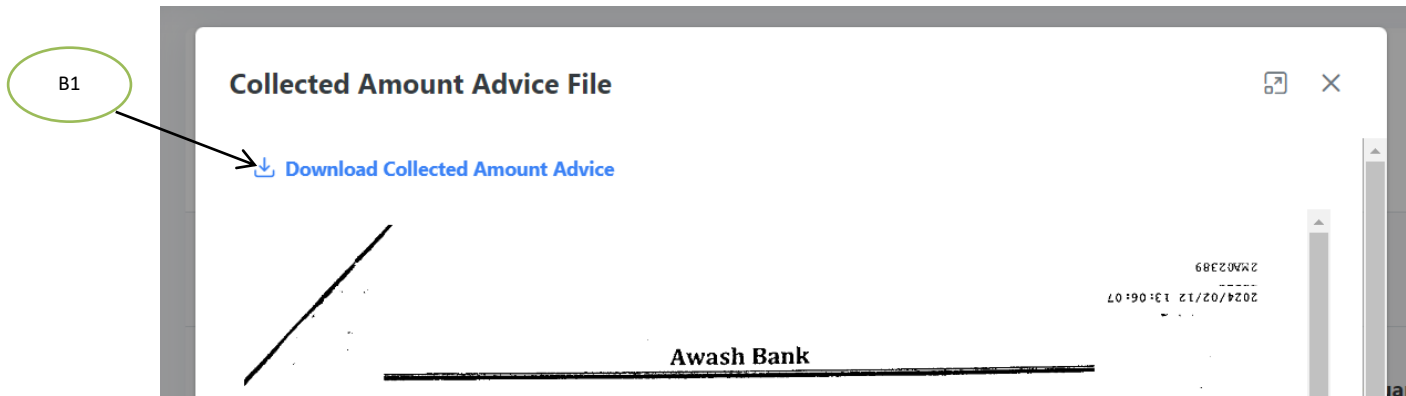 B1
Collected Amount Advice File
Download Collected Amount Advice
2MA02389
2024/02/12 13:06:07
Awash Bank